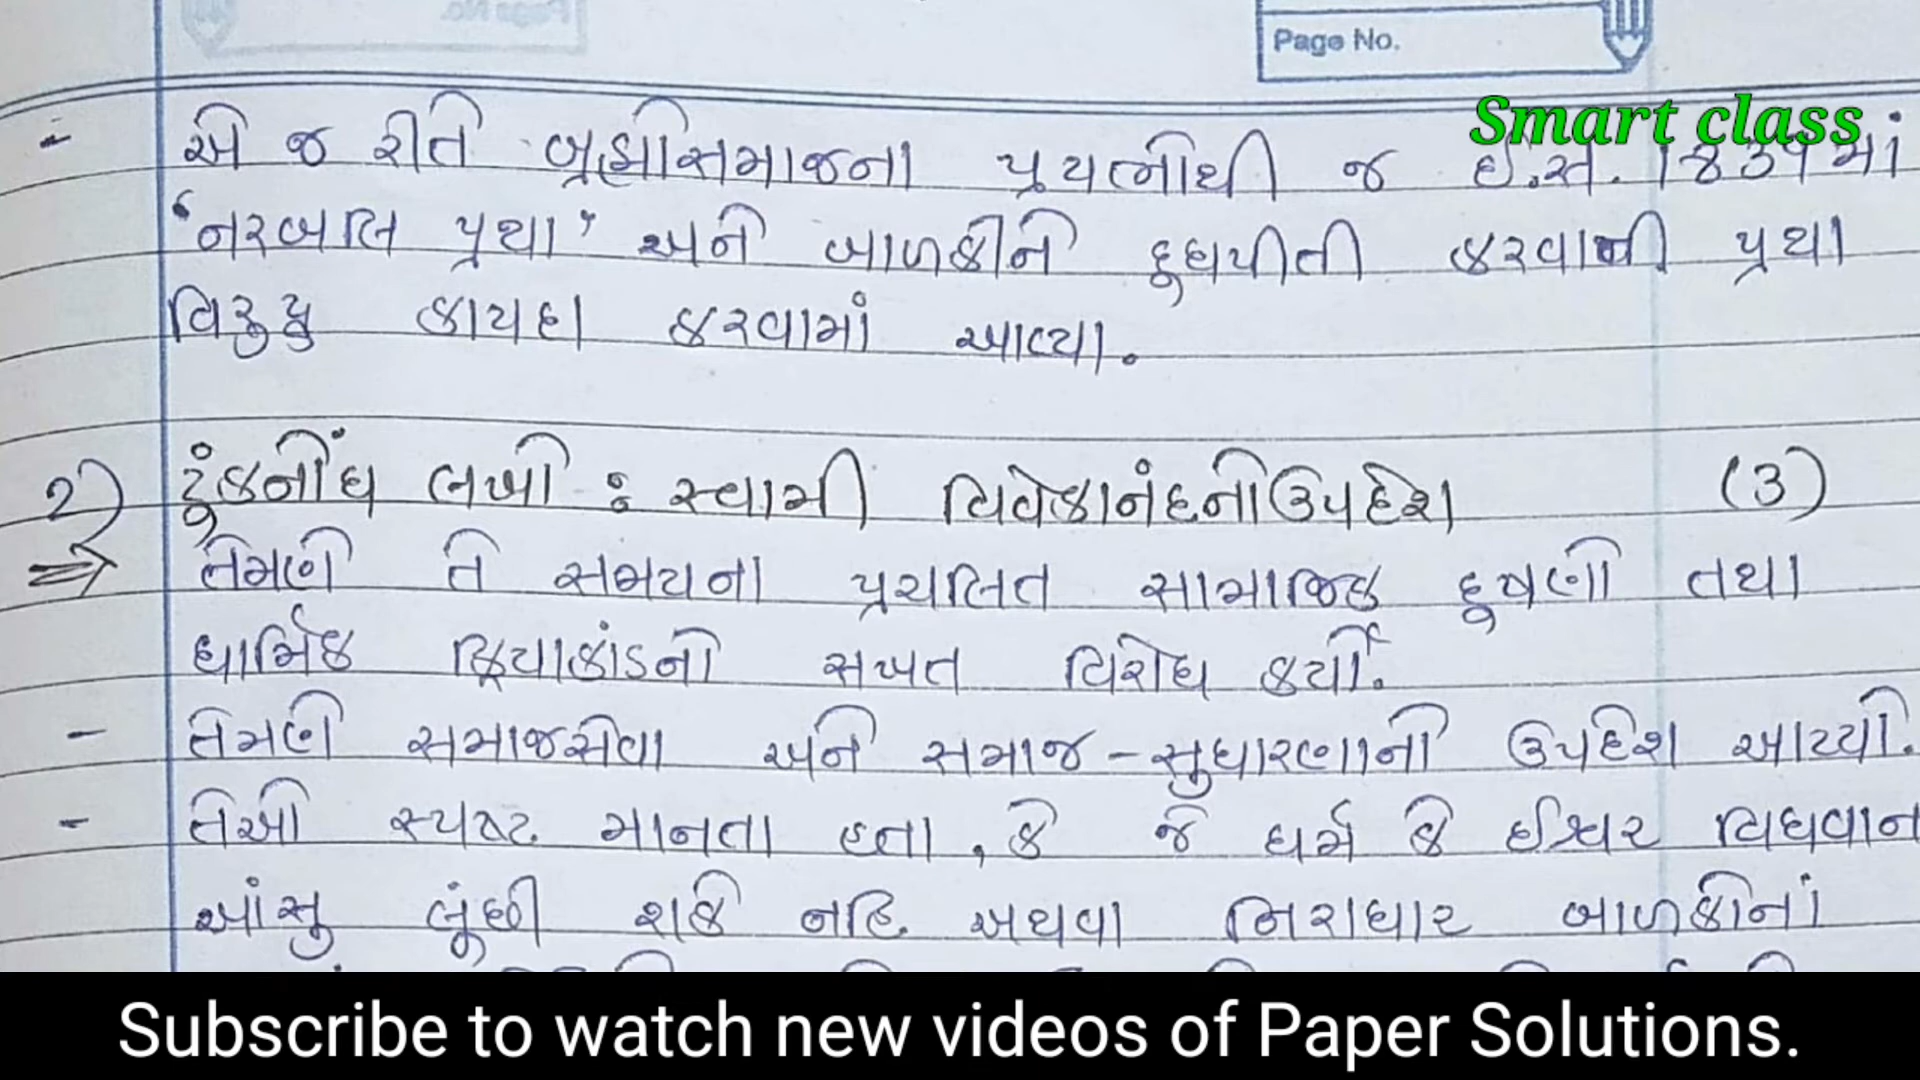 Page No.
Smart class
- એ જ રીતે બ્રહ્મોસમાજના પ્રયત્નોથી જ ઈ.સ. 1837માં
'નરબલિ પ્રથા' અને બાળકીને દૂધપીતી કરવાની પ્રથા
વિરુદ્ધ કાયદા કરવામાં આવ્યા.
2) ટૂંકનોંધ લખો : સ્વામી વિવેકાનંદનો ઉપદેશ (3)
⇒ તેમણે તે સમયના પ્રચલિત સામાજિક દૂષણો તથા
ધાર્મિક ક્રિયાકાંડનો સખત વિરોધ કર્યો.
- તેમણે સમાજસેવા અને સમાજ-સુધારણાનો ઉપદેશ આપ્યો.
- તેઓ સ્પષ્ટ માનતા હતા, કે જે ધર્મ કે ઈશ્વર વિધવાન
આંસુ લૂંછી શકે નહિ અથવા નિરાધાર બાળકોનાં
Subscribe to watch new videos of Paper Solutions.